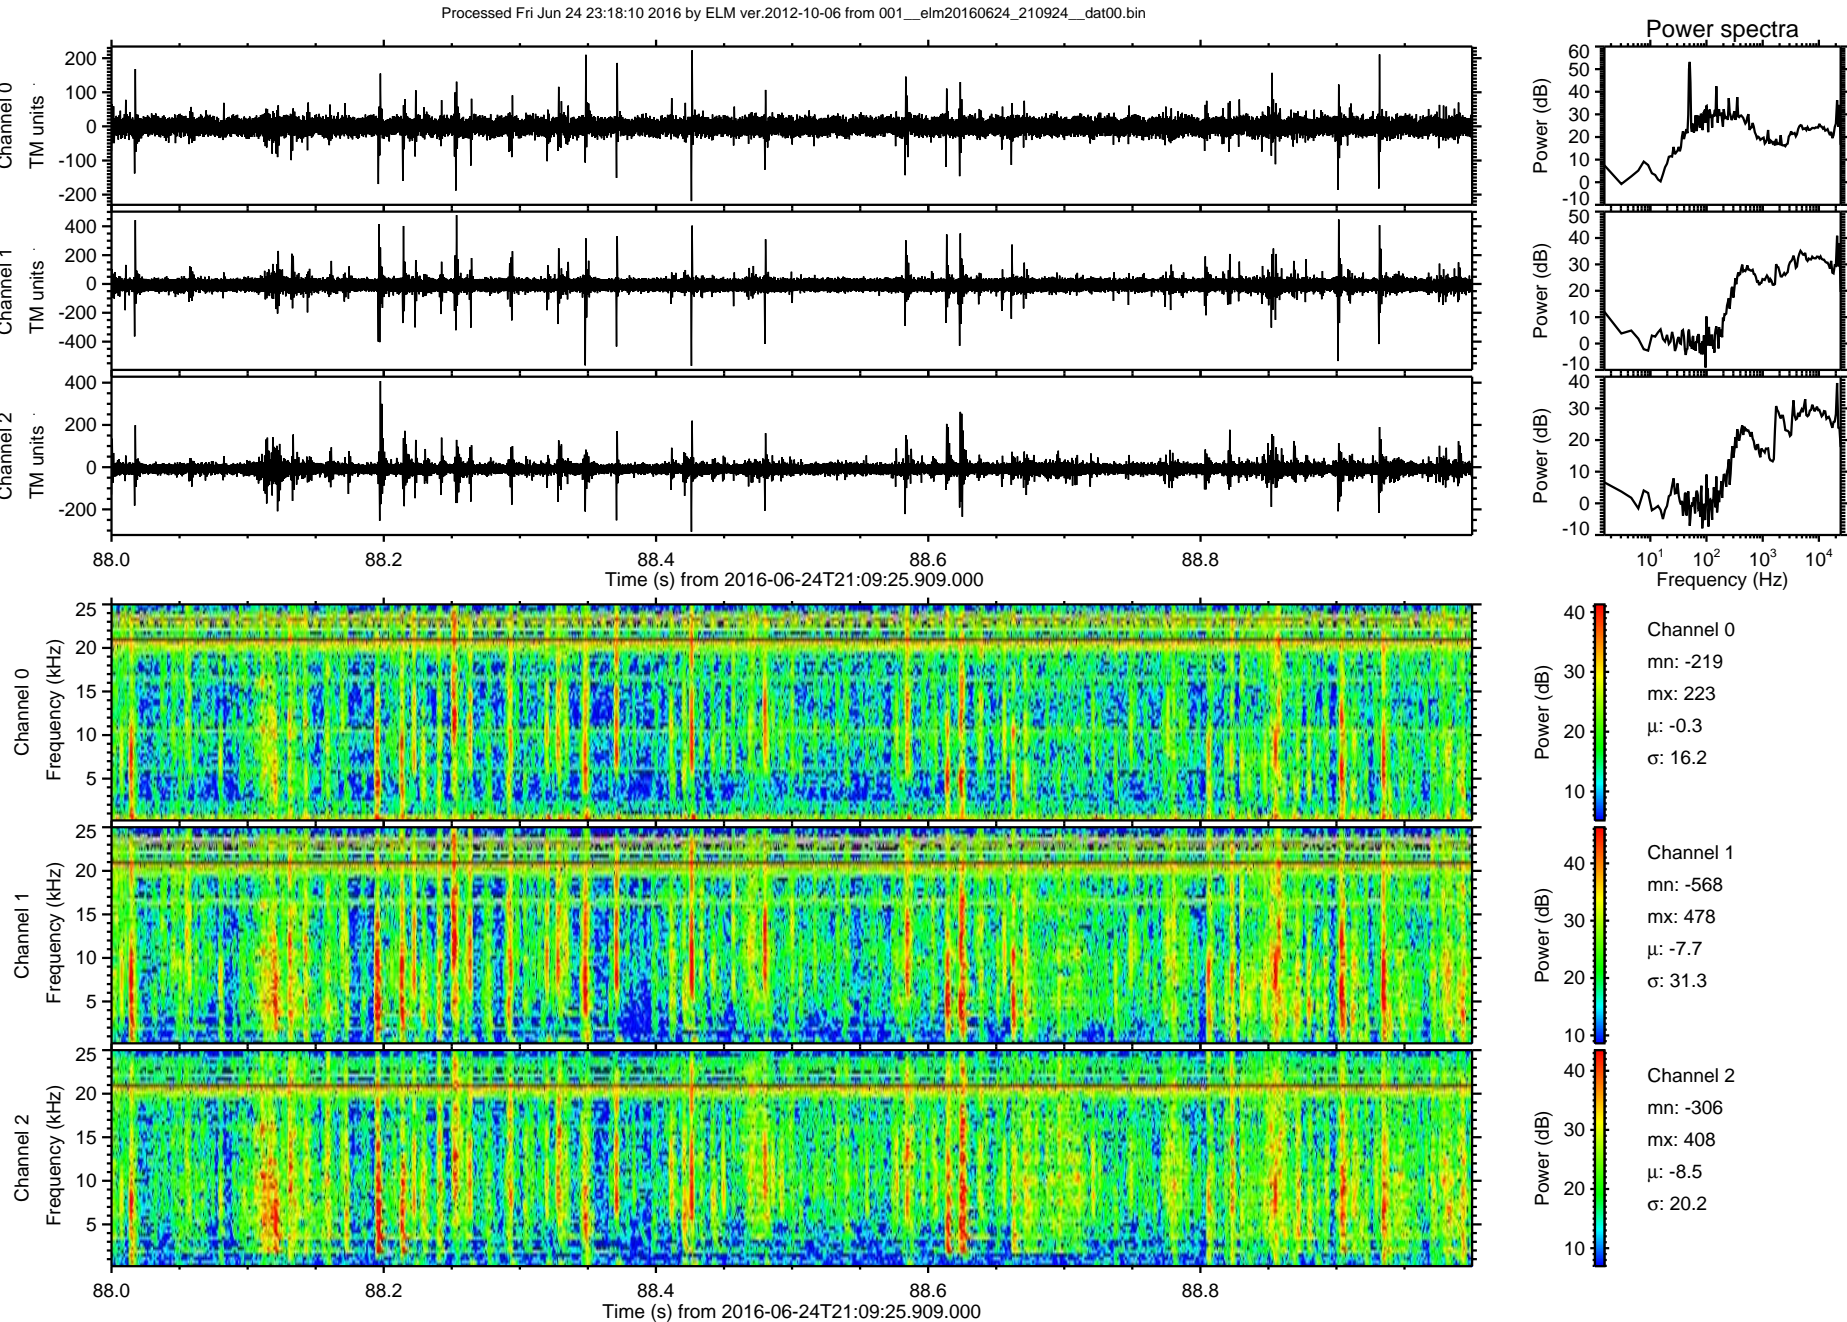 Processed Fri Jun 24 23:18:10 2016 by ELM ver.2012-10-06 from 001__elm20160624_210924__dat00.bin
Power spectra
Channel 0
TM units
200
100
0
-100
-200
Power (dB)
60
50
40
30
20
10
0
-10
Channel 1
TM units
400
200
0
-200
-400
Power (dB)
50
40
30
20
10
0
-10
Channel 2
TM units
400
200
0
-200
Power (dB)
40
30
20
10
0
-10
88.0 88.2 88.4 88.6 88.8
Time (s) from 2016-06-24T21:09:25.909.000
10^1 10^2 10^3 10^4
Frequency (Hz)
Channel 0
Frequency (kHz)
25
20
15
10
5
Power (dB)
40
30
20
10
Channel 0
mn: -219
mx: 223
μ: -0.3
σ: 16.2
Channel 1
Frequency (kHz)
25
20
15
10
5
Power (dB)
40
30
20
10
Channel 1
mn: -568
mx: 478
μ: -7.7
σ: 31.3
Channel 2
Frequency (kHz)
25
20
15
10
5
Power (dB)
40
30
20
10
Channel 2
mn: -306
mx: 408
μ: -8.5
σ: 20.2
88.0 88.2 88.4 88.6 88.8
Time (s) from 2016-06-24T21:09:25.909.000